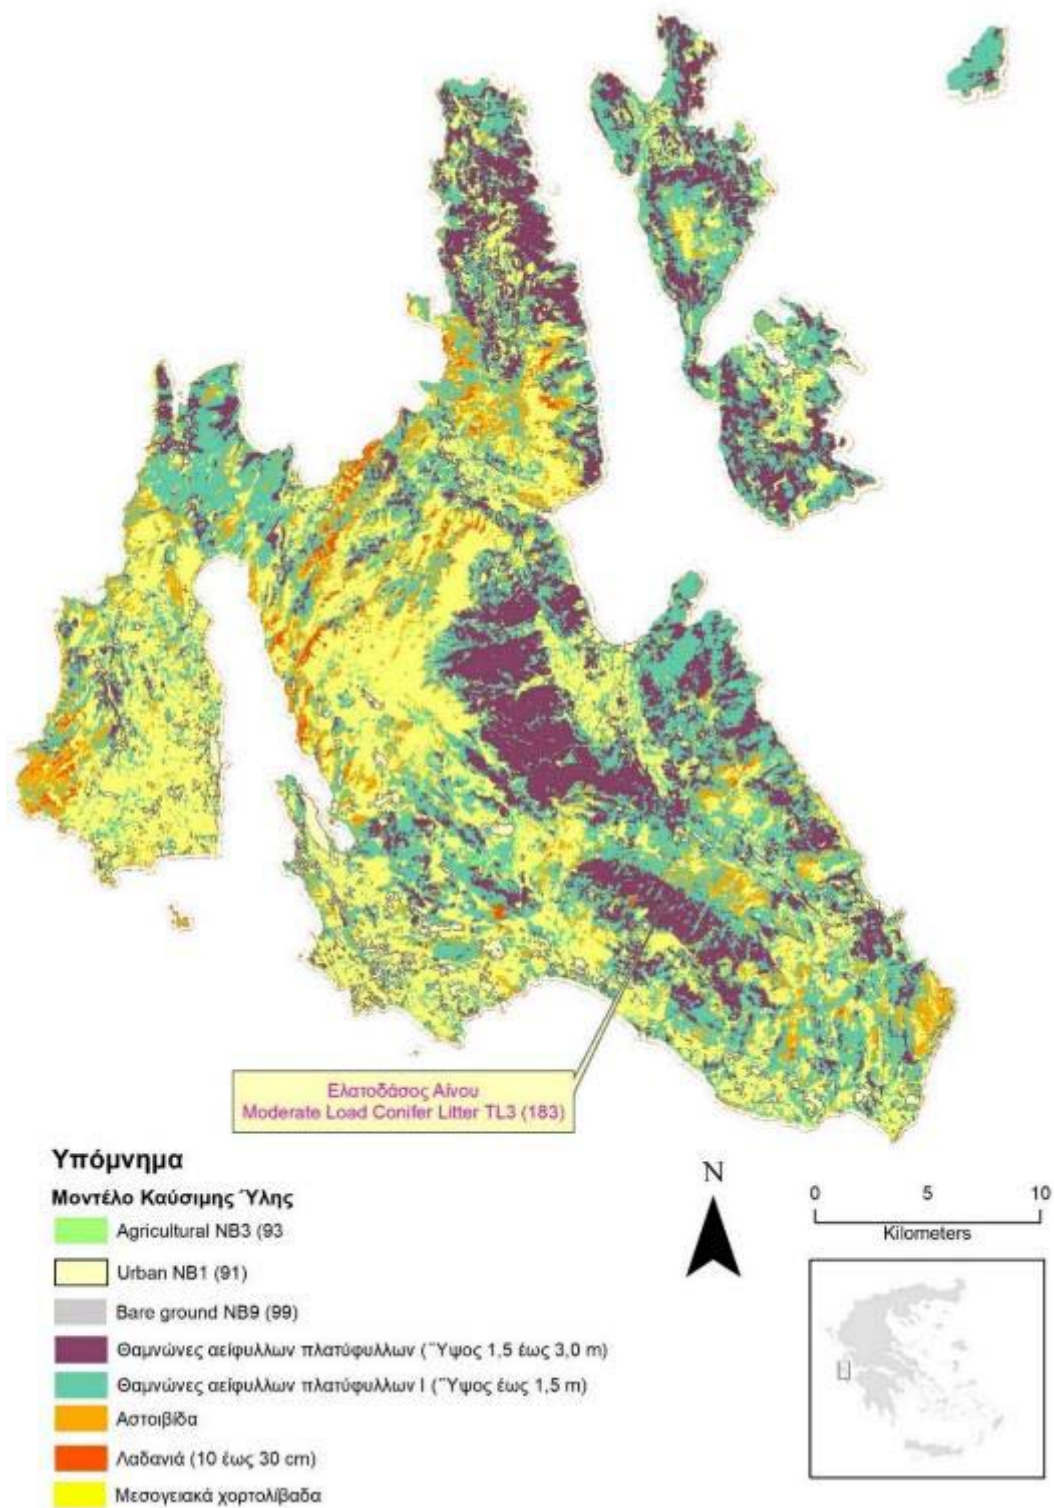 Ελατοδάσος Αίνου
Moderate Load Conifer Litter TL3 (183)
Υπόμνημα
Μοντέλο Καύσιμης Ύλης
Agricultural NB3 (93
Urban NB1 (91)
Bare ground NB9 (99)
Θαμνώνες αείφυλλων πλατύφυλλων (Ύψος 1,5 έως 3,0 m)
Θαμνώνες αείφυλλων πλατύφυλλων Ι (Ύψος έως 1,5 m)
Αστοιβίδα
Λαδανιά (10 έως 30 cm)
Μεσογειακά χορτολίβαδα
N
0 5 10
Kilometers